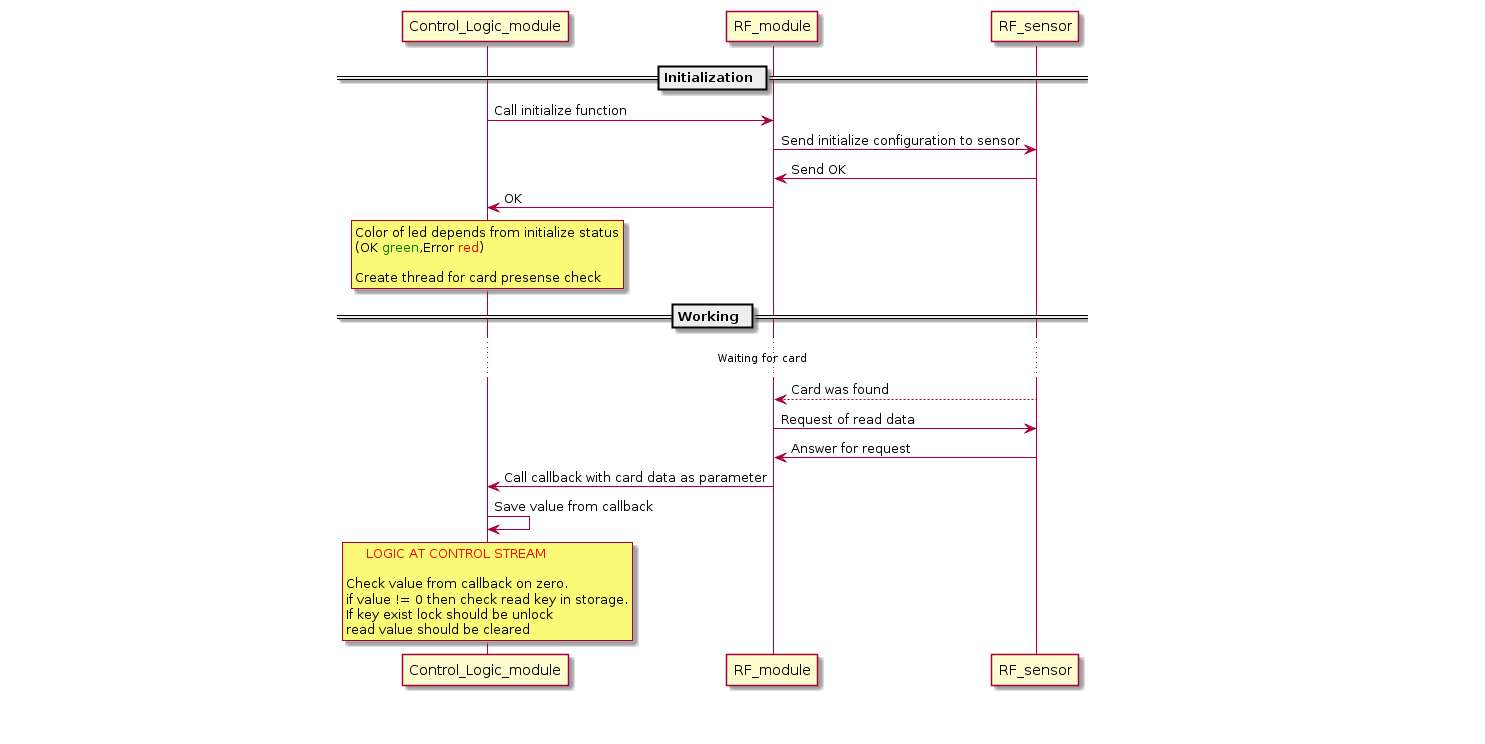 Control_Logic_module RF_module RF_sensor
Initialization
Call initialize function
Send initialize configuration to sensor
Send OK
OK
Color of led depends from initialize status
(OK green,Error red)
Create thread for card presense check
Working
Waiting for card
Card was found
Request of read data
Answer for request
Call callback with card data as parameter
Save value from callback
LOGIC AT CONTROL STREAM
Check value from callback on zero.
if value != 0 then check read key in storage.
If key exist lock should be unlock
read value should be cleared
Control_Logic_module RF_module RF_sensor